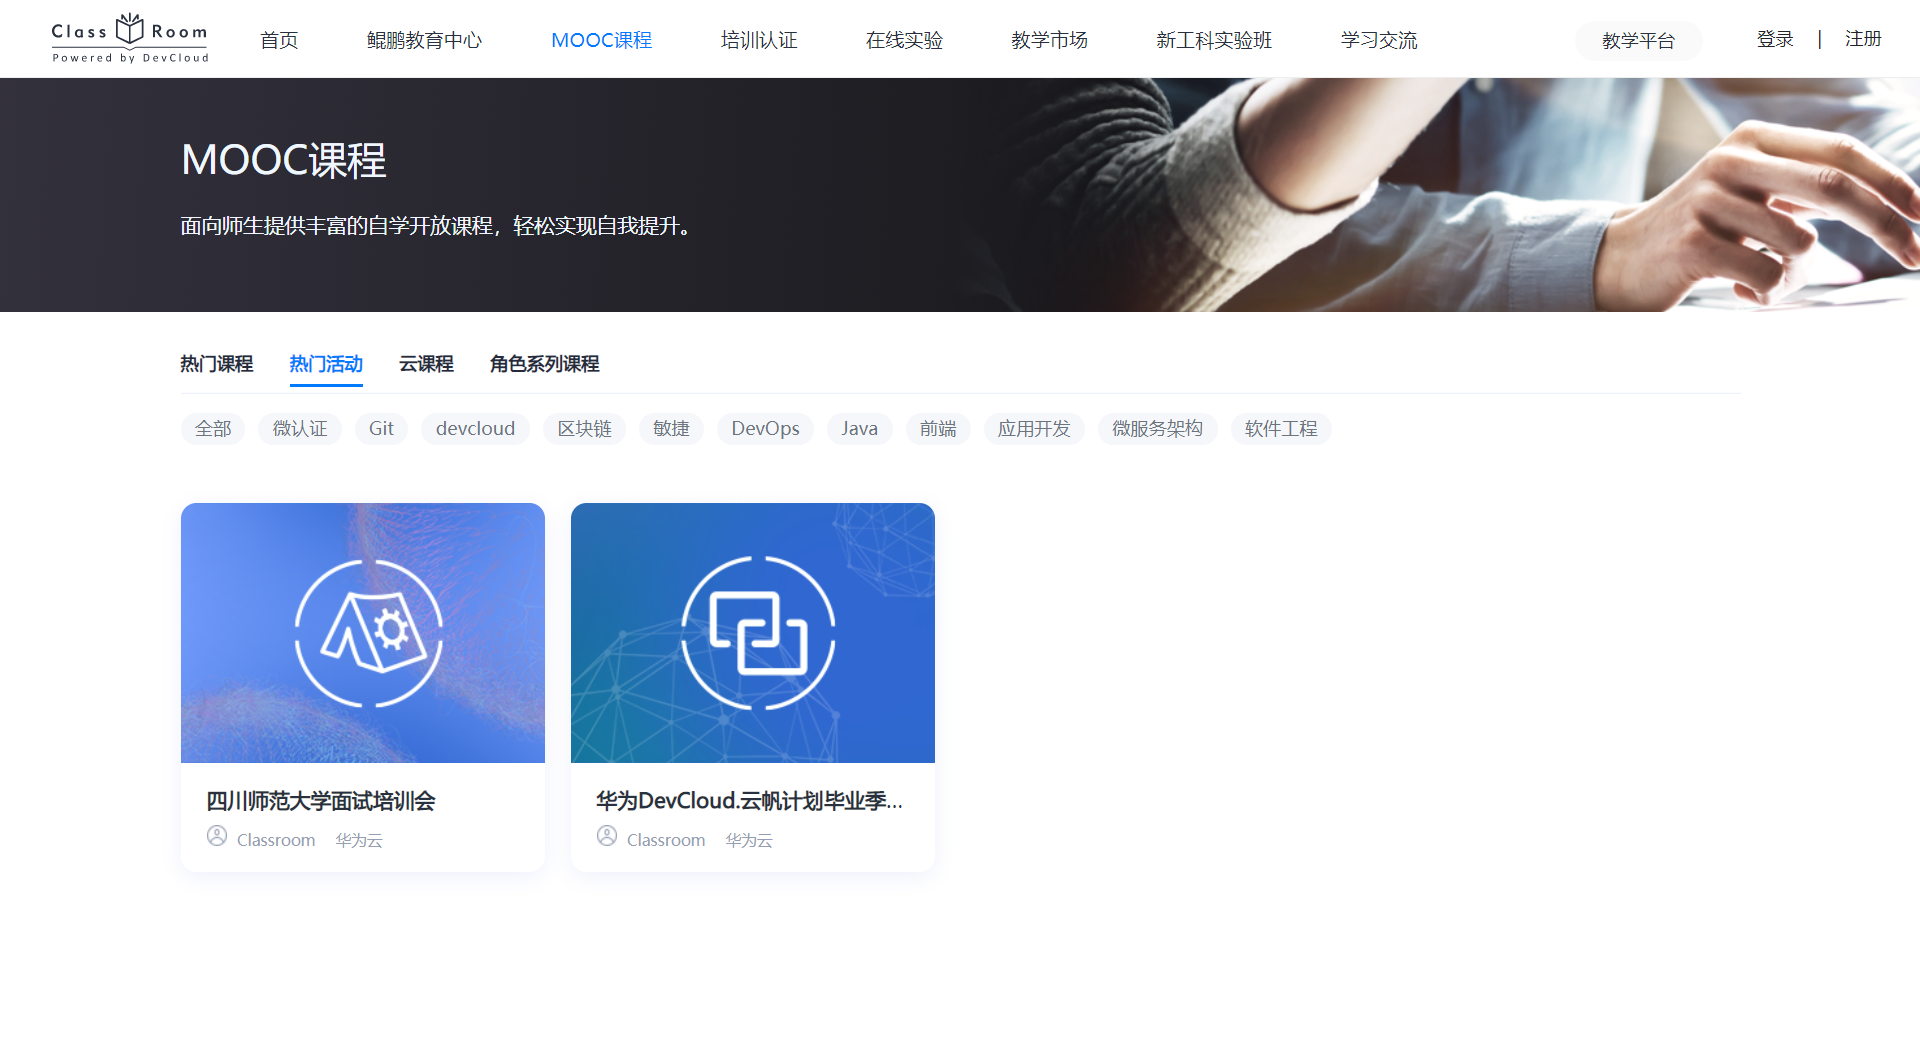 Class Room
Powered by DevCloud
首页 鲲鹏教育中心 MOOC课程 培训认证 在线实验 教学市场 新工科实验班 学习交流 教学平台 登录 | 注册
MOOC课程
面向师生提供丰富的自学开放课程，轻松实现自我提升。
热门课程 热门活动 云课程 角色系列课程
全部 微认证 Git devcloud 区块链 敏捷 DevOps Java 前端 应用开发 微服务架构 软件工程
四川师范大学面试培训会
Classroom 华为云
华为DevCloud.云帆计划毕业季...
Classroom 华为云